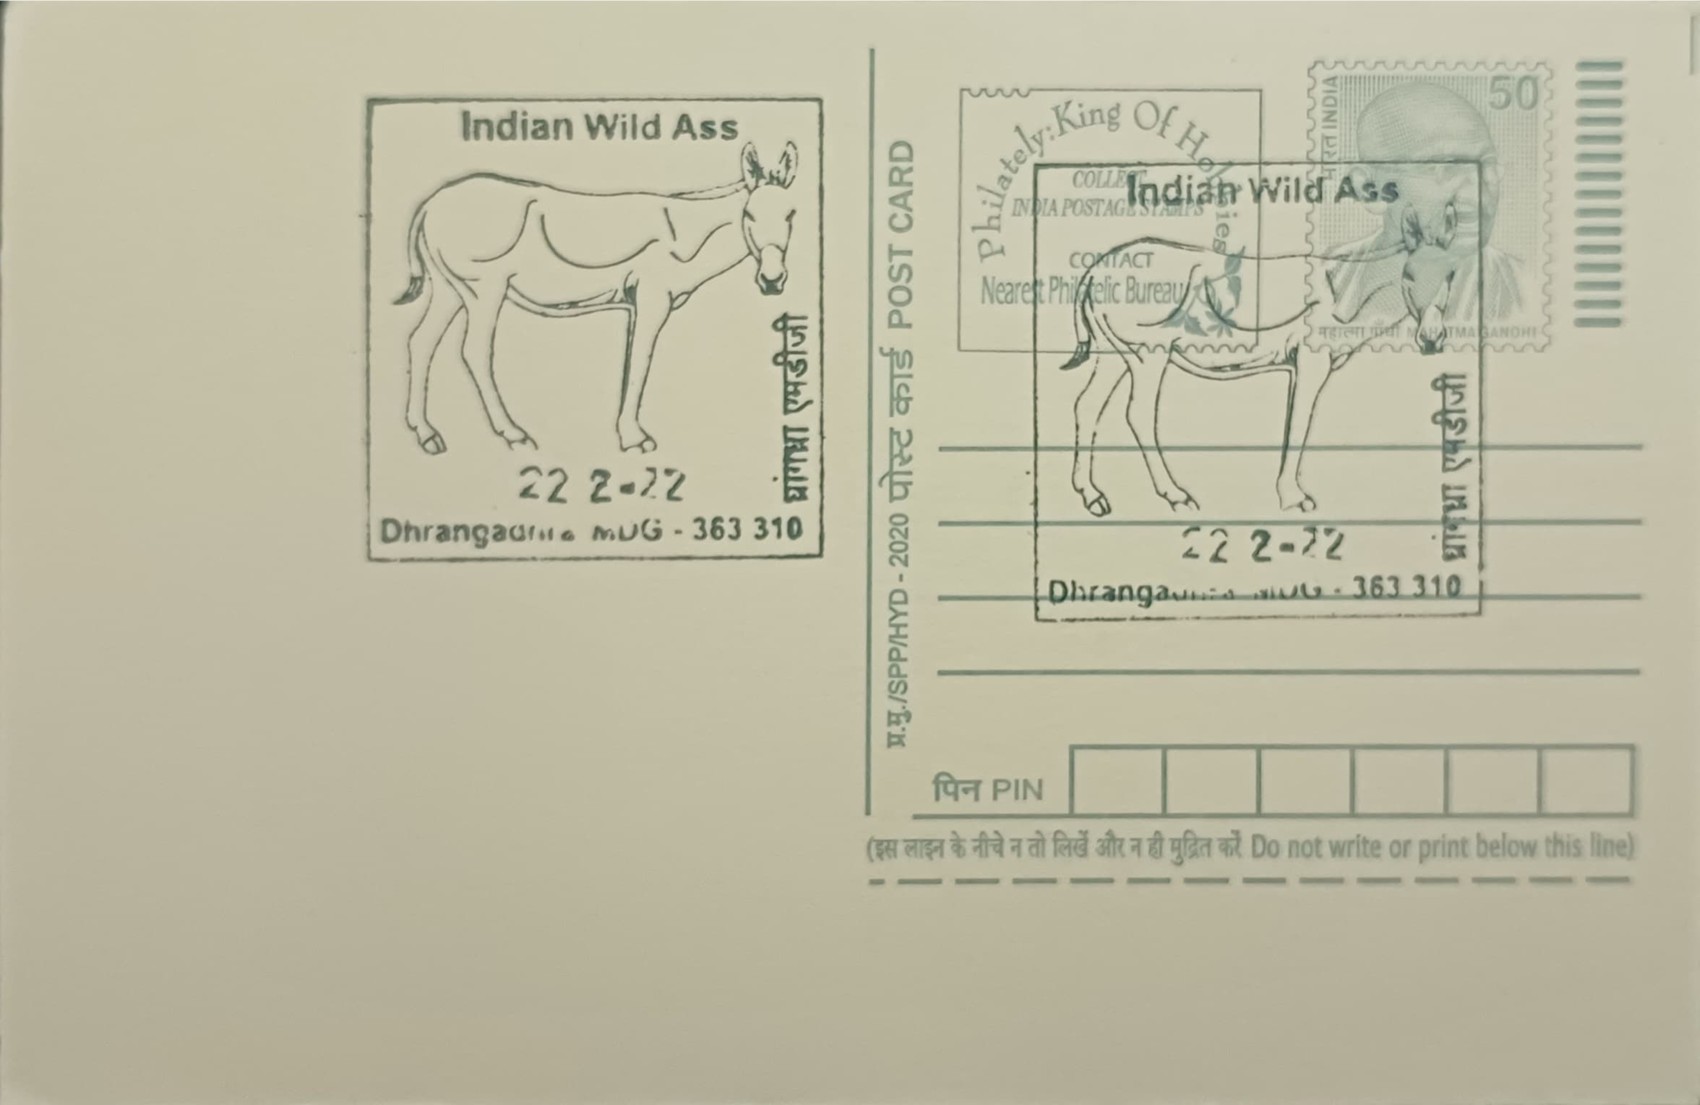 Indian Wild Ass
ध्रांगध्रा एमडीजी
22 2-22
Dhrangadhra MDG - 363 310
प्र.मु./SPP/HYD - 2020 पोस्ट कार्ड POST CARD
Philately:King Of Hobbies
COLLECT
INDIA POSTAGE STAMPS
CONTACT
Nearest Philatelic Bureau
भारत INDIA
50
महात्मा गाँधी MAHATMA GANDHI
Indian Wild Ass
ध्रांगध्रा एमडीजी
22 2-22
Dhrangadhra MDG - 363 310
पिन PIN
(इस लाइन के नीचे न तो लिखें और न ही मुद्रित करें Do not write or print below this line)